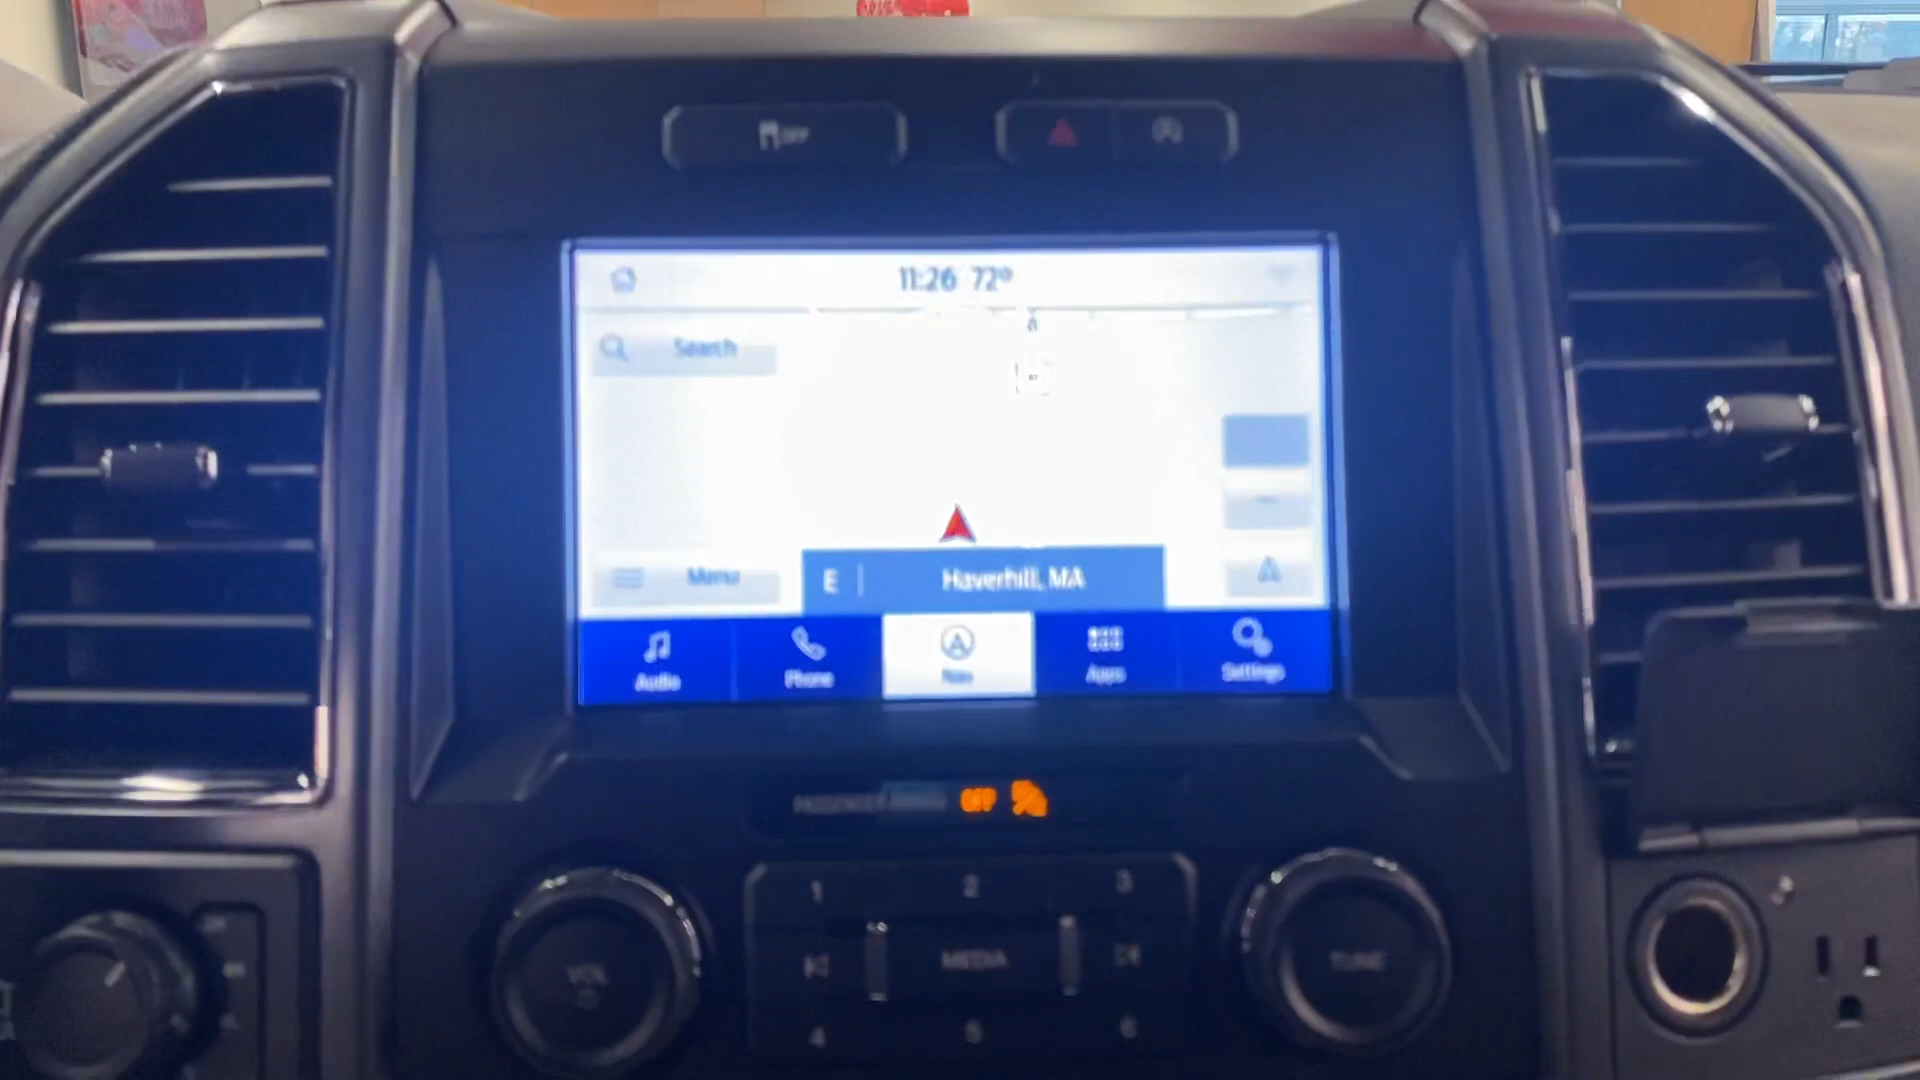 OFF
11:26 72°
Search
Menu
E Haverhill, MA
Audio Phone Nav Apps Settings
PASSENGER OFF
1 2 3
VOL MEDIA TUNE
4 5 6